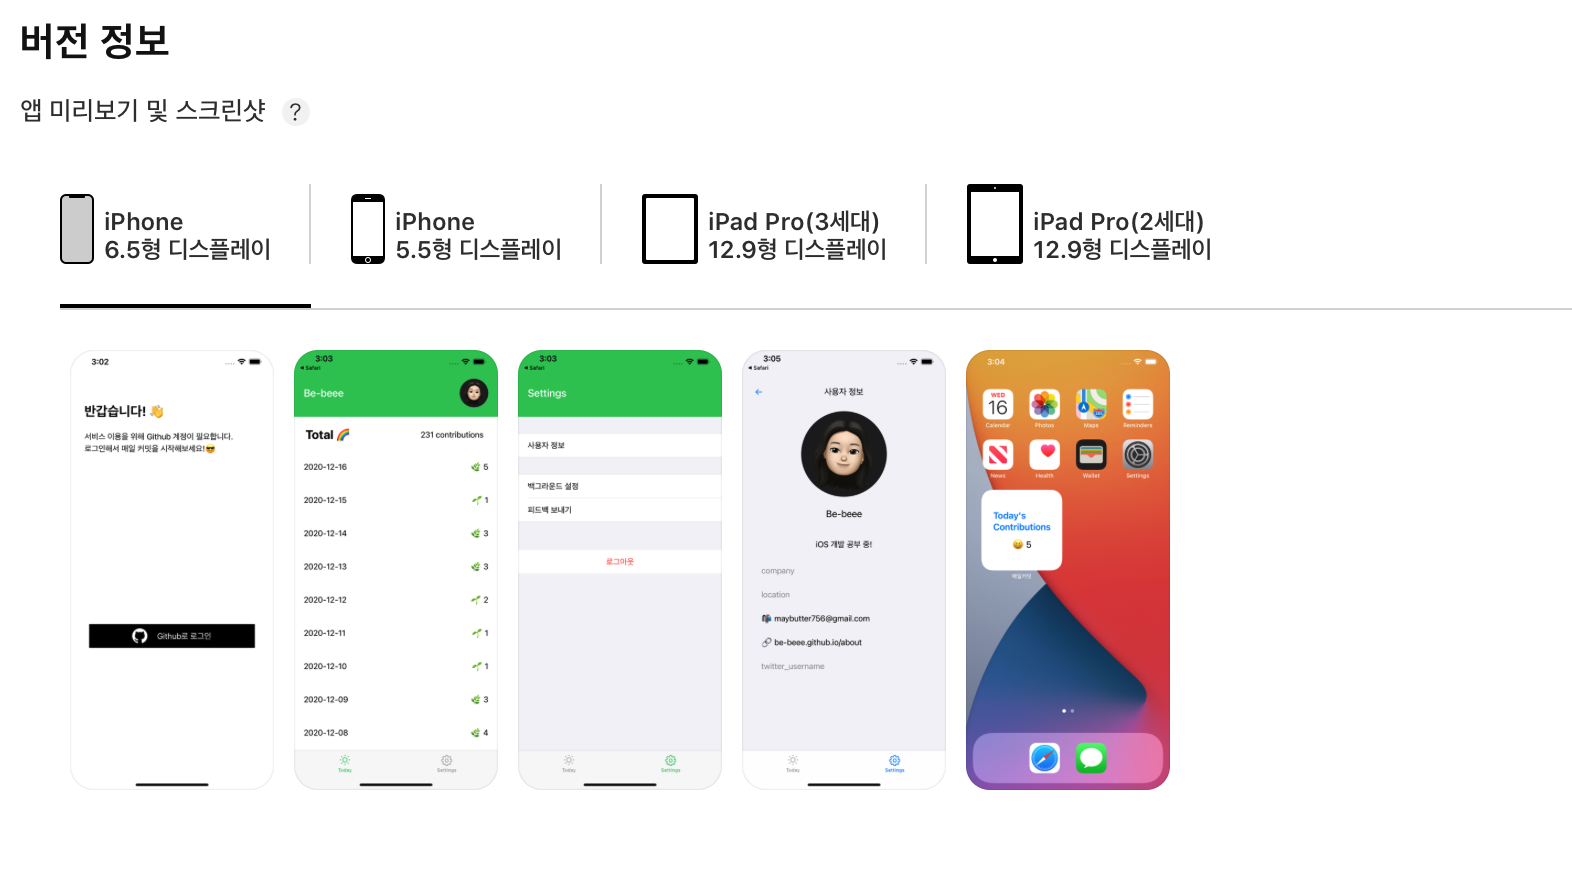 버전 정보
앱 미리보기 및 스크린샷 ?
iPhone
6.5형 디스플레이
iPhone
5.5형 디스플레이
iPad Pro(3세대)
12.9형 디스플레이
iPad Pro(2세대)
12.9형 디스플레이
3:02
반갑습니다! 👋
서비스 이용을 위해 Github 계정이 필요합니다.
로그인해서 매일 커밋을 시작해보세요!😎
Github로 로그인
3:03
Safari
Be-beee
Total 🌈 231 contributions
2020-12-16 5
2020-12-15 1
2020-12-14 3
2020-12-13 3
2020-12-12 2
2020-12-11 1
2020-12-10 1
2020-12-09 3
2020-12-08 4
Today Settings
3:03
Safari
Settings
사용자 정보
백그라운드 설정
피드백 보내기
로그아웃
Today Settings
3:05
Safari
사용자 정보
Be-beee
iOS 개발 공부 중!
company
location
maybutter756@gmail.com
be-beee.github.io/about
twitter_username
Today Settings
3:04
WED
16
Calendar Photos Maps Reminders
News Health Wallet Settings
Today's
Contributions
😆 5
매일커밋